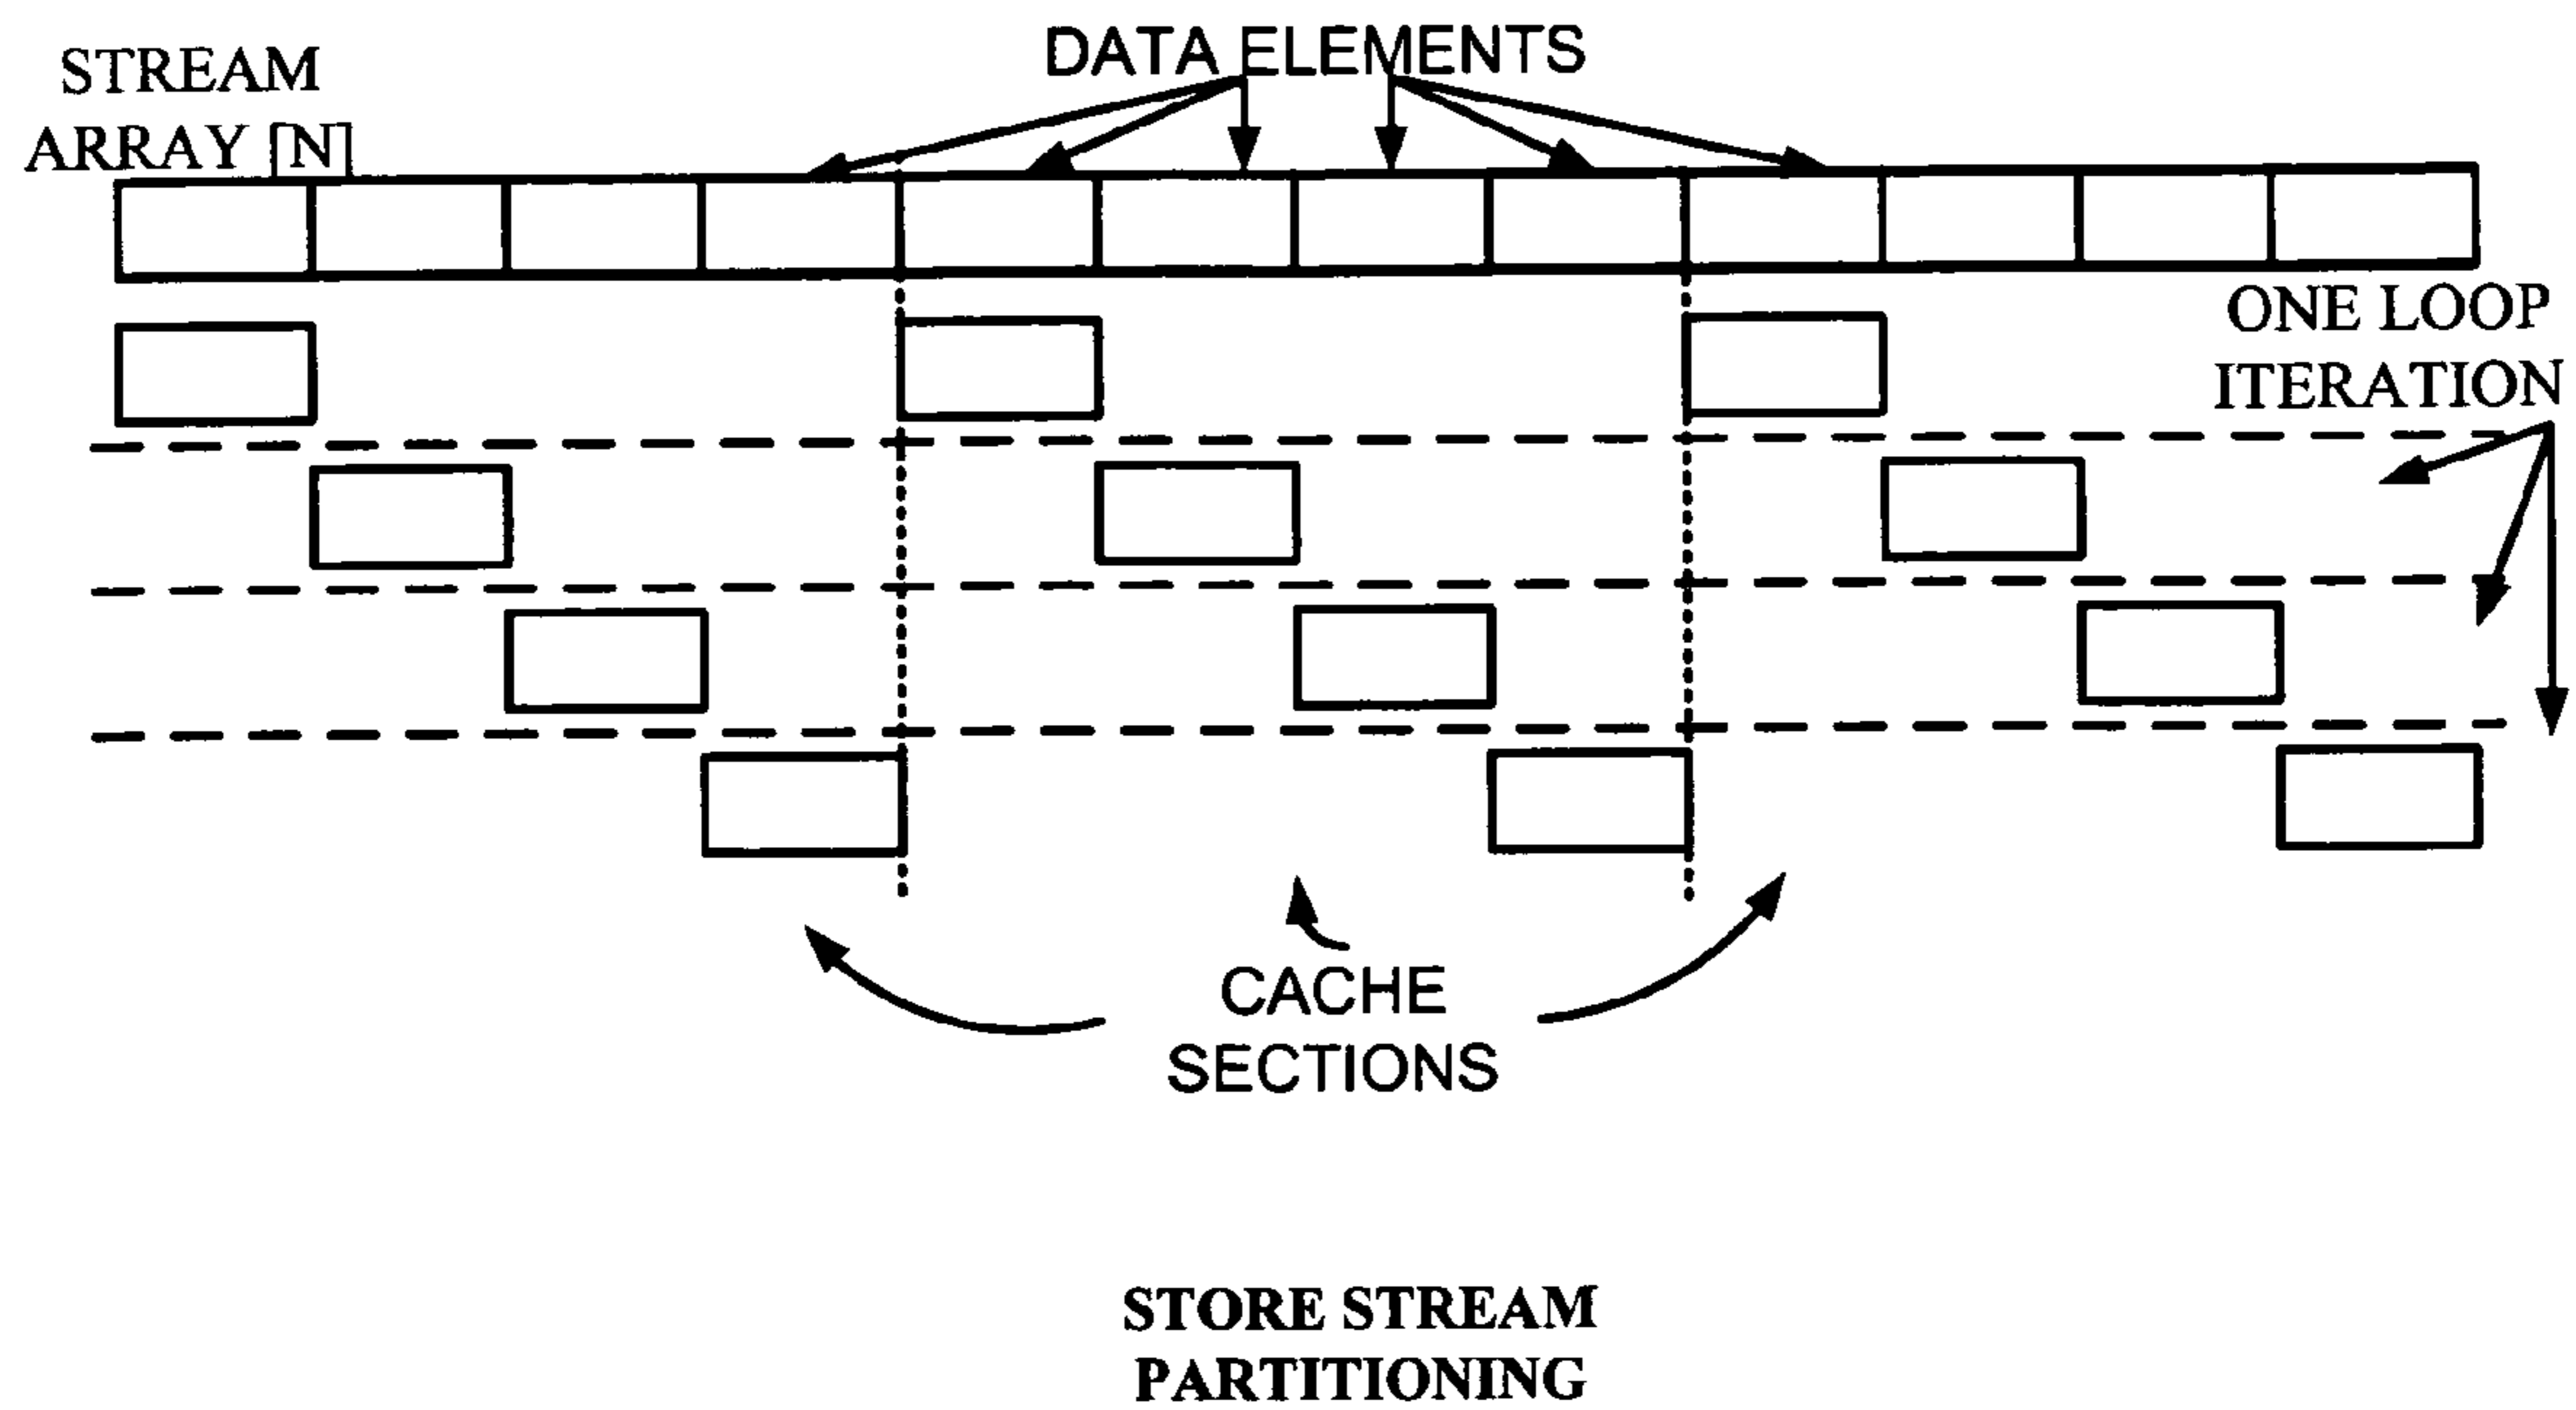 DATA ELEMENTS
STREAM
ARRAY [N]
ONE LOOP
ITERATION
CACHE
SECTIONS
STORE STREAM
PARTITIONING